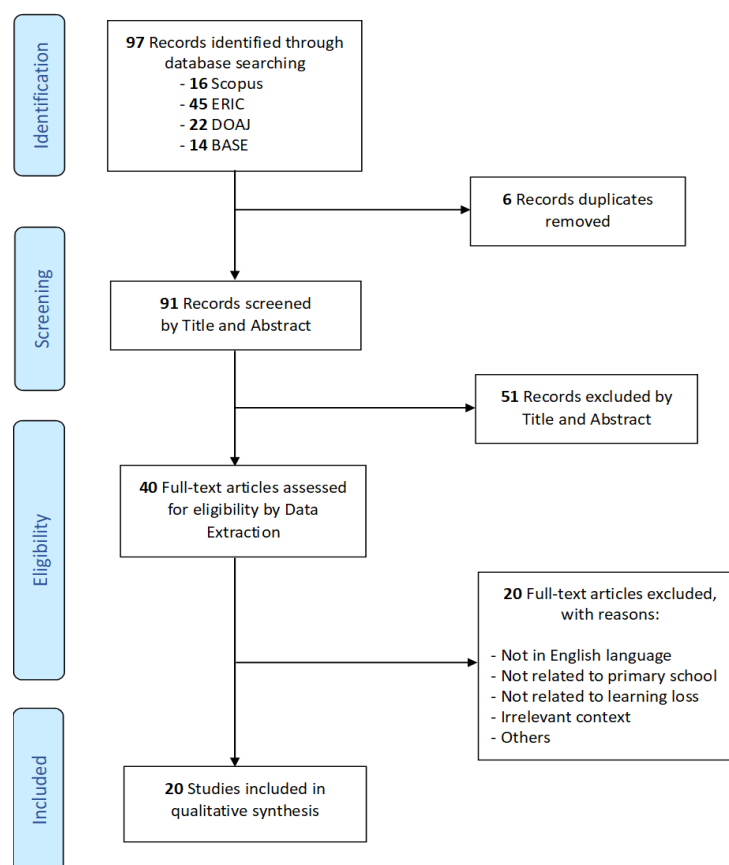 Identification
97 Records identified through
database searching
- 16 Scopus
- 45 ERIC
- 22 DOAJ
- 14 BASE
6 Records duplicates
removed
Screening
91 Records screened
by Title and Abstract
51 Records excluded by
Title and Abstract
Eligibility
40 Full-text articles assessed
for eligibility by Data
Extraction
20 Full-text articles excluded,
with reasons:
- Not in English language
- Not related to primary school
- Not related to learning loss
- Irrelevant context
- Others
Included
20 Studies included in
qualitative synthesis